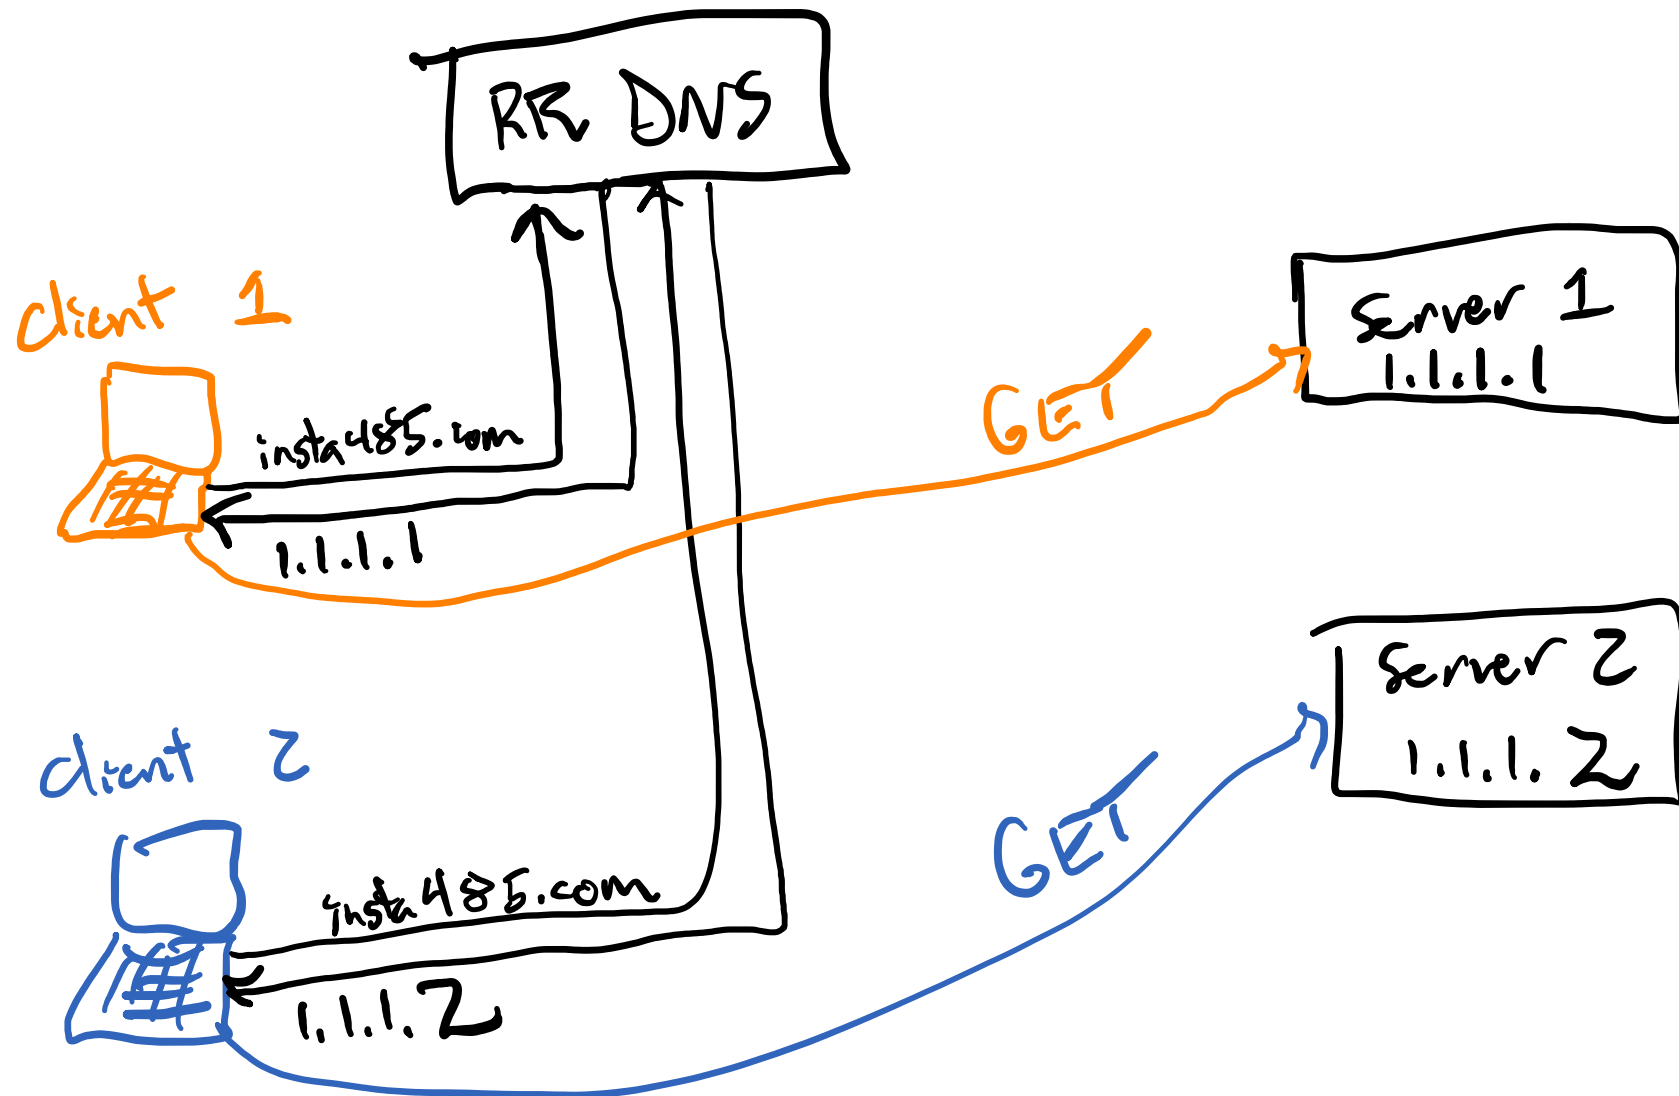 RR DNS
client 1
Server 1
1.1.1.1
GET
insta485.com
1.1.1.1
Server 2
1.1.1.2
client 2
GET
insta485.com
1.1.1.2